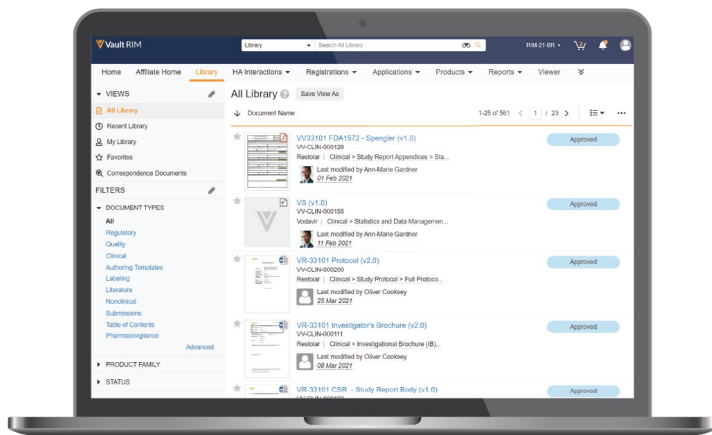 Vault RIM
Library
Search All Library
RIM-21-BR
Home Affiliate Home Library HA Interactions Registrations Applications Products Reports Viewer
VIEWS
All Library
Recent Library
My Library
Favorites
Correspondence Documents
FILTERS
DOCUMENT TYPES
All
Regulatory
Quality
Clinical
Authoring Templates
Labeling
Literature
Nonclinical
Submissions
Table of Contents
Pharmacovigilance
Advanced
PRODUCT FAMILY
STATUS
All Library Save View As
Document Name 1-25 of 561 1 / 23
VV33101 FDA1572 - Spengler (v1.0) Approved
VV-CLIN-000128
Restolar | Clinical > Study Report Appendices > Sta...
Last modified by Ann-Marie Gardner
01 Feb 2021
VS (v1.0) Approved
VV-CLIN-000155
Vodavir | Clinical > Statistics and Data Managemen...
Last modified by Ann-Marie Gardner
11 Feb 2021
VR-33101 Protocol (v2.0) Approved
VV-CLIN-000200
Restolar | Clinical > Study Protocol > Full Protoco...
Last modified by Oliver Cooksey
25 Mar 2021
VR-33101 Investigator's Brochure (v2.0) Approved
VV-CLIN-000111
Restolar | Clinical > Investigational Brochure (IB)...
Last modified by Oliver Cooksey
08 Mar 2021
VR-33101 CSR - Study Report Body (v1.0) Approved